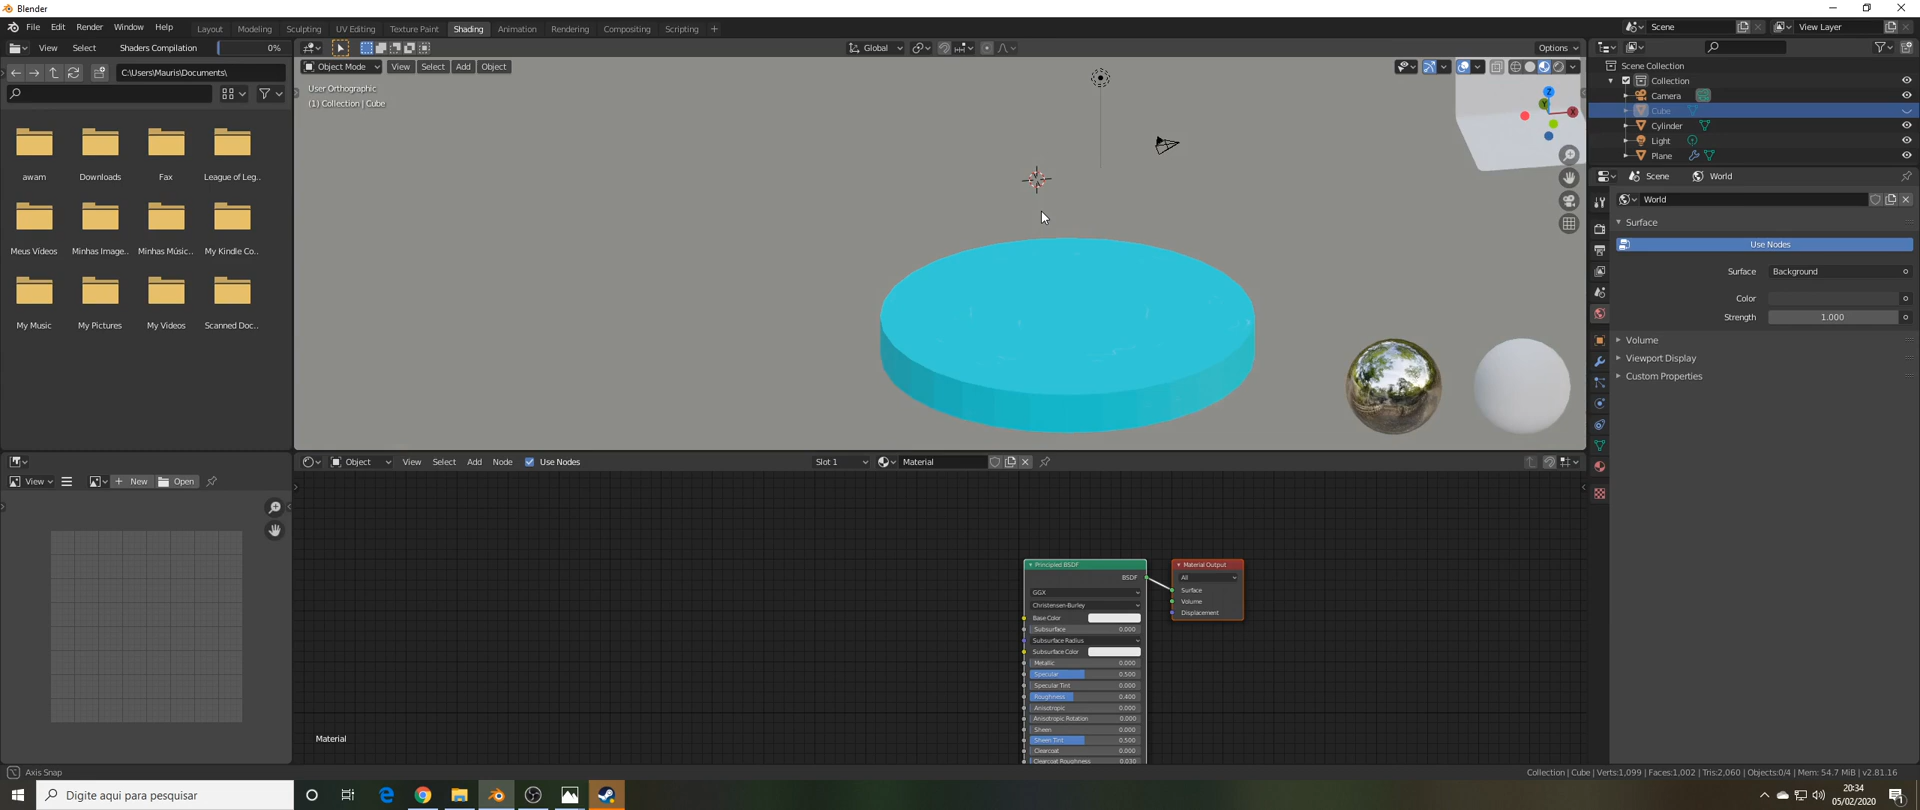 Blender
File Edit Render Window Help Layout Modeling Sculpting UV Editing Texture Paint Shading Animation Rendering Compositing Scripting + Scene View Layer
View Select Shaders Compilation 0% Global Options
C:\Users\Mauris\Documents\ Object Mode View Select Add Object
User Orthographic
(1) Collection | Cube
Scene Collection
Collection
Camera
Cube
Cylinder
Light
Plane
Z
Y
X
awam Downloads Fax League of Leg..
Meus Vídeos Minhas Image.. Minhas Músic.. My Kindle Co..
My Music My Pictures My Videos Scanned Doc..
Scene World
World
Surface
Use Nodes
Surface Background
Color
Strength 1.000
Volume
Viewport Display
Custom Properties
Object View Select Add Node Use Nodes Slot 1 Material
View + New Open
Principled BSDF
BSDF
GGX
Christensen-Burley
Base Color
Subsurface 0.000
Subsurface Radius
Subsurface Color
Metallic 0.000
Specular 0.500
Specular Tint 0.000
Roughness 0.400
Anisotropic 0.000
Anisotropic Rotation 0.000
Sheen 0.000
Sheen Tint 0.500
Clearcoat 0.000
Clearcoat Roughness 0.030
Material Output
All
Surface
Volume
Displacement
Material
Axis Snap
Collection | Cube | Verts:1,099 | Faces:1,002 | Tris:2,060 | Objects:0/4 | Mem: 54.7 MiB | v2.81.16
Digite aqui para pesquisar
20:34
05/02/2020
1